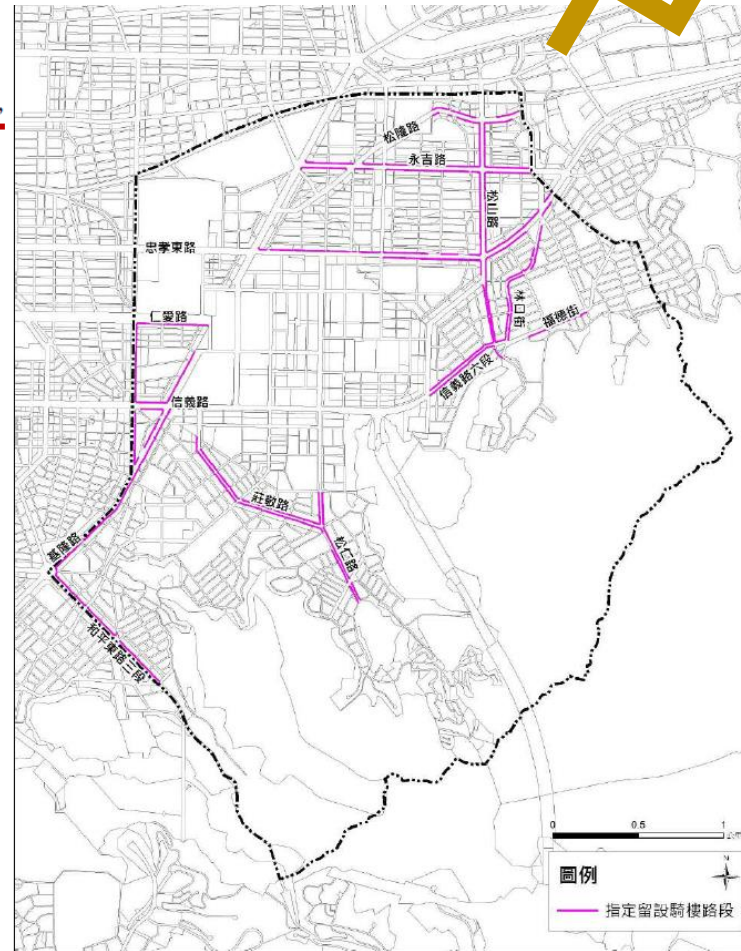 松隆路
永吉路
松山路
忠孝東路
林口街
仁愛路
福德街
信義路六段
信義路
莊敬路
松仁路
基隆路
和平東路三段
0 0.5 1
圖例
N
指定留設騎樓路段